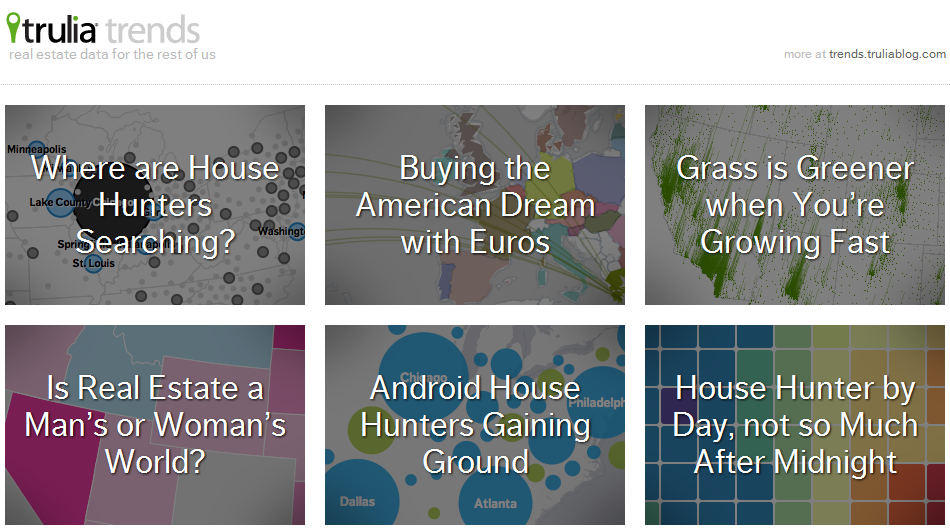 trulia trends
real estate data for the rest of us
more at trends.truliablog.com
Minneapolis
Where are House
Lake County Chicago
Hunters
Washingt
Searching?
St. Louis
Buying the
American Dream
with Euros
Grass is Greener
when You’re
Growing Fast
Is Real Estate a
Man’s or Woman’s
World?
Chicago
Android House
Philadelph
Hunters Gaining
Ground
Dallas
Atlanta
House Hunter by
Day, not so Much
After Midnight